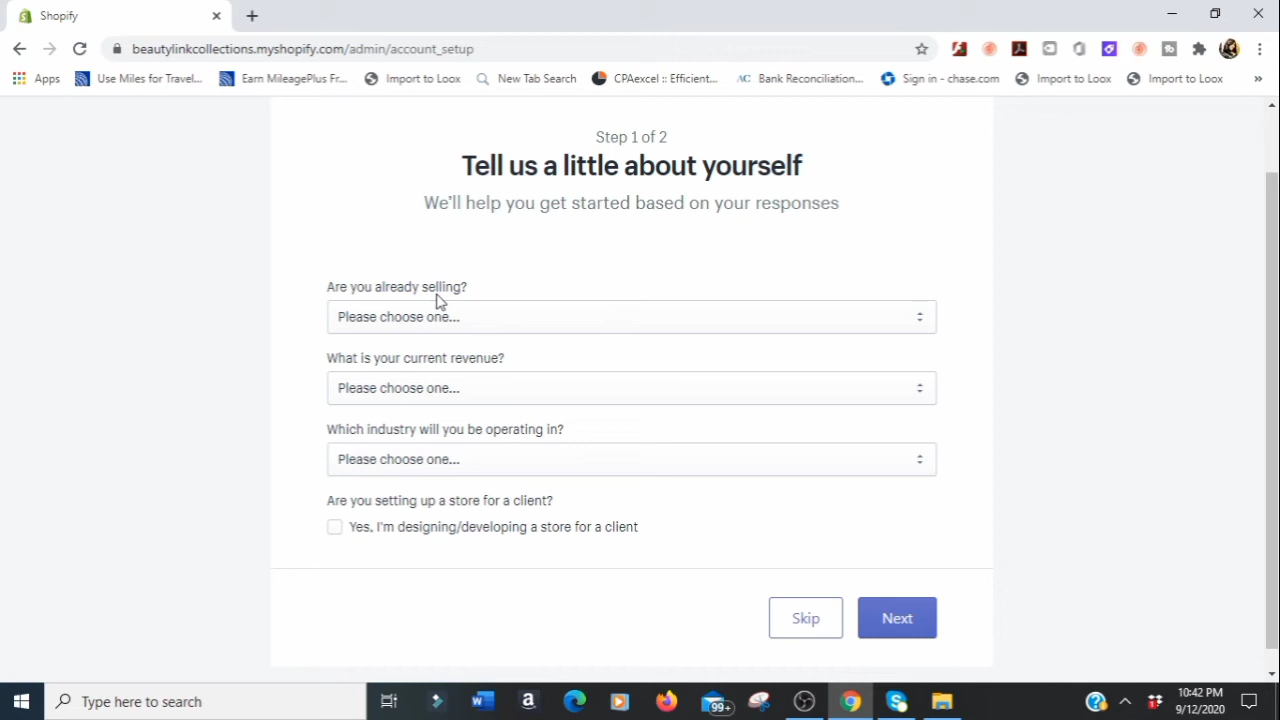 Shopify
beautylinkcollections.myshopify.com/admin/account_setup
Apps Use Miles for Travel... Earn MileagePlus Fr... Import to Loox New Tab Search CPAexcel :: Efficient... AC Bank Reconciliation... Sign in - chase.com Import to Loox Import to Loox »
Step 1 of 2
Tell us a little about yourself
We'll help you get started based on your responses
Are you already selling?
Please choose one...
What is your current revenue?
Please choose one...
Which industry will you be operating in?
Please choose one...
Are you setting up a store for a client?
Yes, I'm designing/developing a store for a client
Skip Next
Type here to search
99+
10:42 PM
9/12/2020